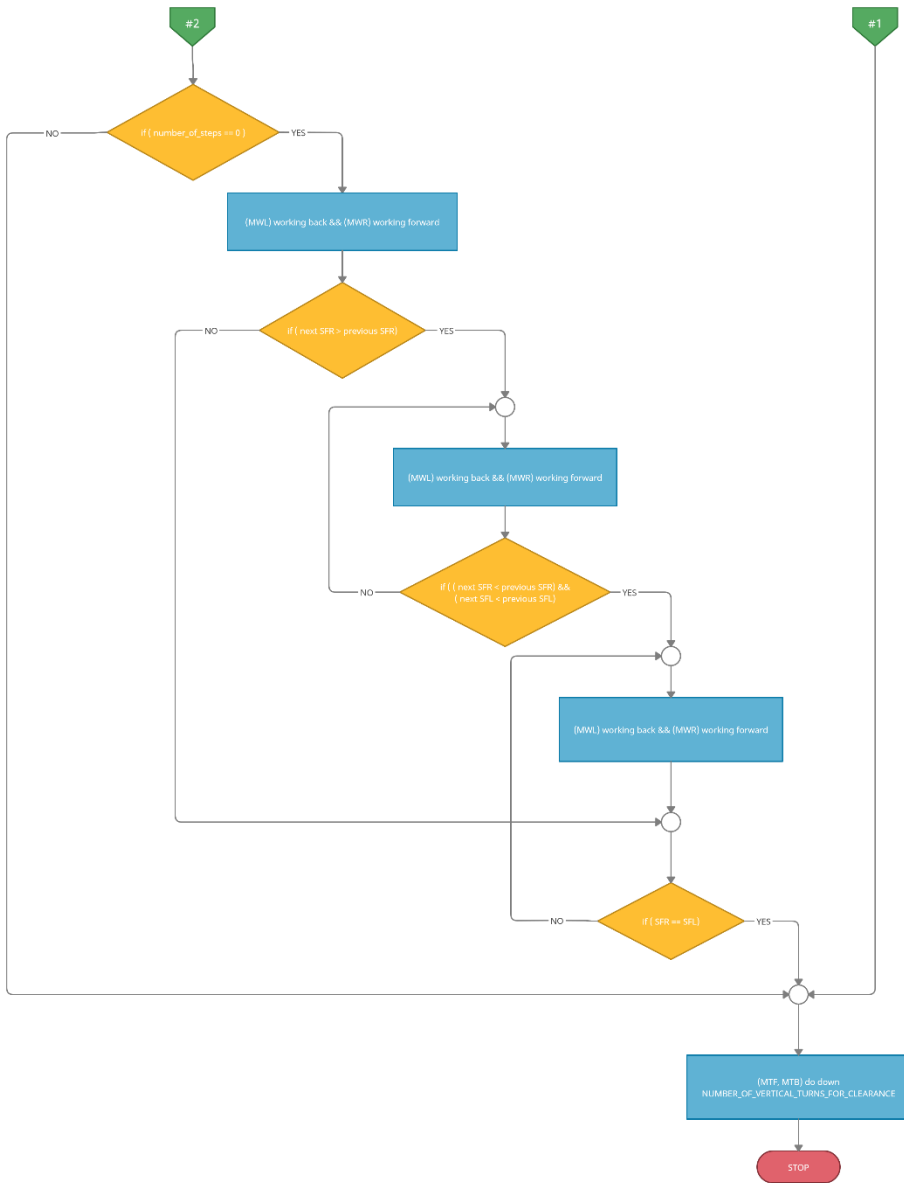 #2
#1
If ( number_of_steps == 0 )
NO
YES
(MWL) working back && (MWR) working forward
If ( next SFR > previous SFR)
NO
YES
(MWL) working back && (MWR) working forward
If ( ( next SFR < previous SFR) &&
( next SFL < previous SFL)
NO
YES
(MWL) working back && (MWR) working forward
If ( SFR == SFL)
NO
YES
(MTF, MTB) do down
NUMBER_OF_VERTICAL_TURNS_FOR_CLEARANCE
STOP